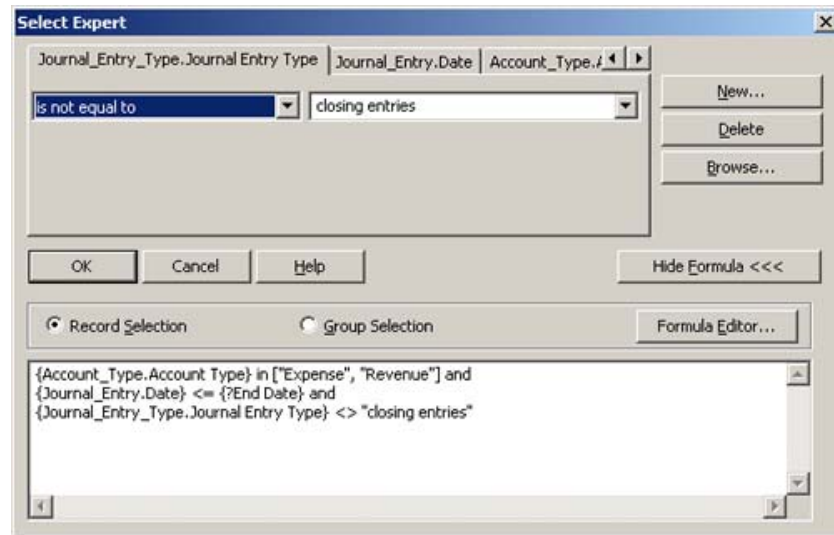 Select Expert
Journal_Entry_Type.Journal Entry Type Journal_Entry.Date Account_Type.
is not equal to closing entries
New...
Delete
Browse...
OK Cancel Help Hide Formula <<<
Record Selection Group Selection Formula Editor...
{Account_Type.Account Type} in ["Expense", "Revenue"] and
{Journal_Entry.Date} <= {?End Date} and
{Journal_Entry_Type.Journal Entry Type} <> "closing entries"